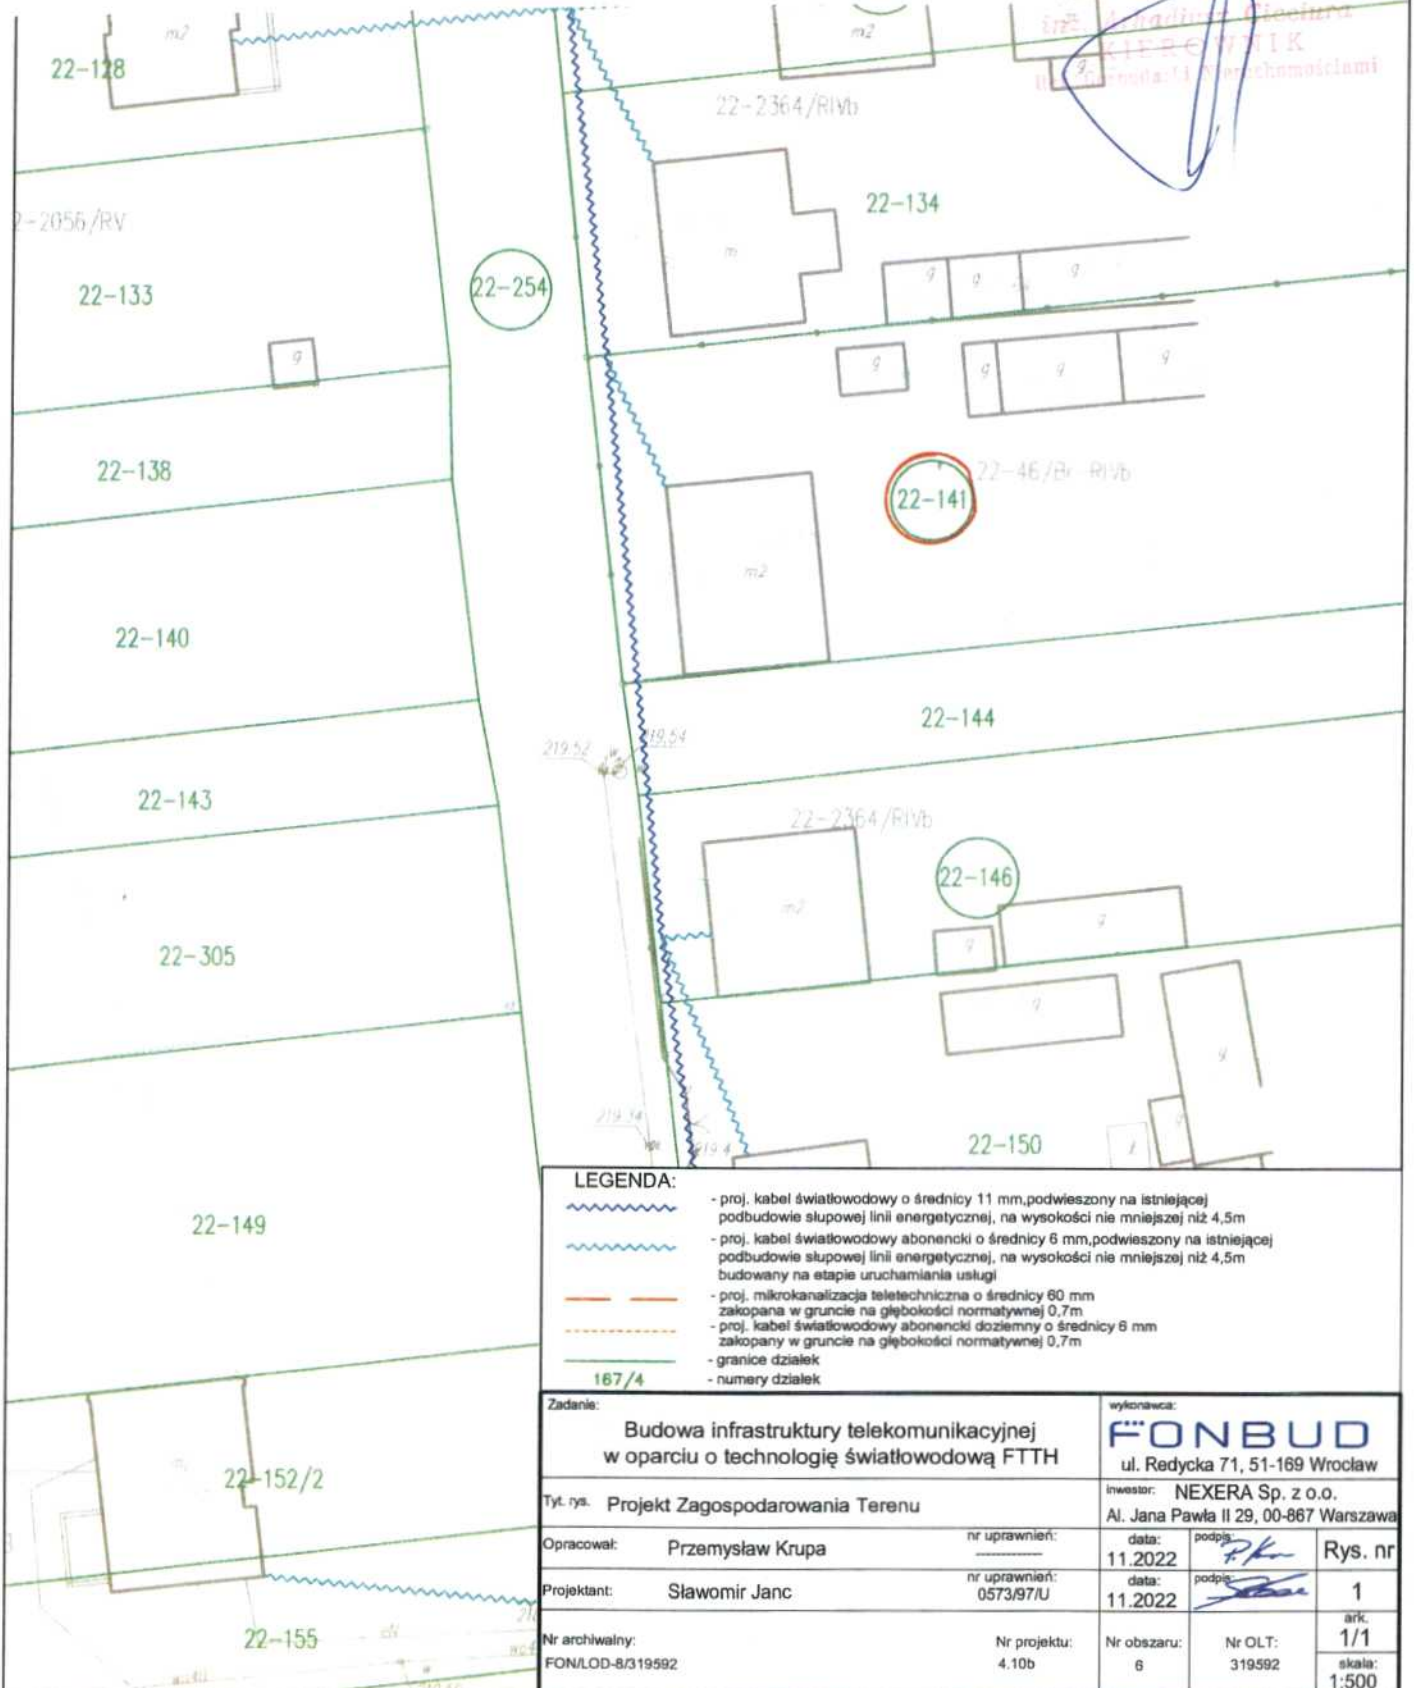 m2
22-128
m2
g
inż. Arkadiusz Cieciura
KIEROWNIK
22-2364/RIVb
22-134
2-2056/RV
22-133
22-254
m
g
g
g
g
g
g
g
g
22-138
22-46/Br-RIVb
22-141
m2
22-140
22-144
219.52
w
219.54
22-143
22-2364/RIVb
22-146
m2
g
g
22-305
g
g
219.34
219.4
g
22-150
22-149
LEGENDA:
- proj. kabel światłowodowy o średnicy 11 mm,podwieszony na istniejącej
podbudowie słupowej linii energetycznej, na wysokości nie mniejszej niż 4,5m
- proj. kabel światłowodowy abonencki o średnicy 6 mm,podwieszony na istniejącej
podbudowie słupowej linii energetycznej, na wysokości nie mniejszej niż 4,5m
budowany na etapie uruchamiania usługi
- proj. mikrokanalizacja teletechniczna o średnicy 60 mm
zakopana w gruncie na głębokości normatywnej 0,7m
- proj. kabel światłowodowy abonencki doziemny o średnicy 6 mm
zakopany w gruncie na głębokości normatywnej 0,7m
- granice działek
167/4 - numery działek
22-152/2
22-155
Zadanie:
Budowa infrastruktury telekomunikacyjnej
w oparciu o technologię światłowodową FTTH
wykonawca:
FONBUD
ul. Redycka 71, 51-169 Wrocław
Tyt. rys. Projekt Zagospodarowania Terenu
inwestor: NEXERA Sp. z o.o.
Al. Jana Pawła II 29, 00-867 Warszawa
Opracował: Przemysław Krupa nr uprawnień: data: 11.2022 podpis: Rys. nr
Projektant: Sławomir Janc nr uprawnień: 0573/97/U data: 11.2022 podpis: 1
Nr archiwalny: FON/LOD-8/319592 Nr projektu: 4.10b Nr obszaru: 6 Nr OLT: 319592 ark. 1/1
skala: 1:500